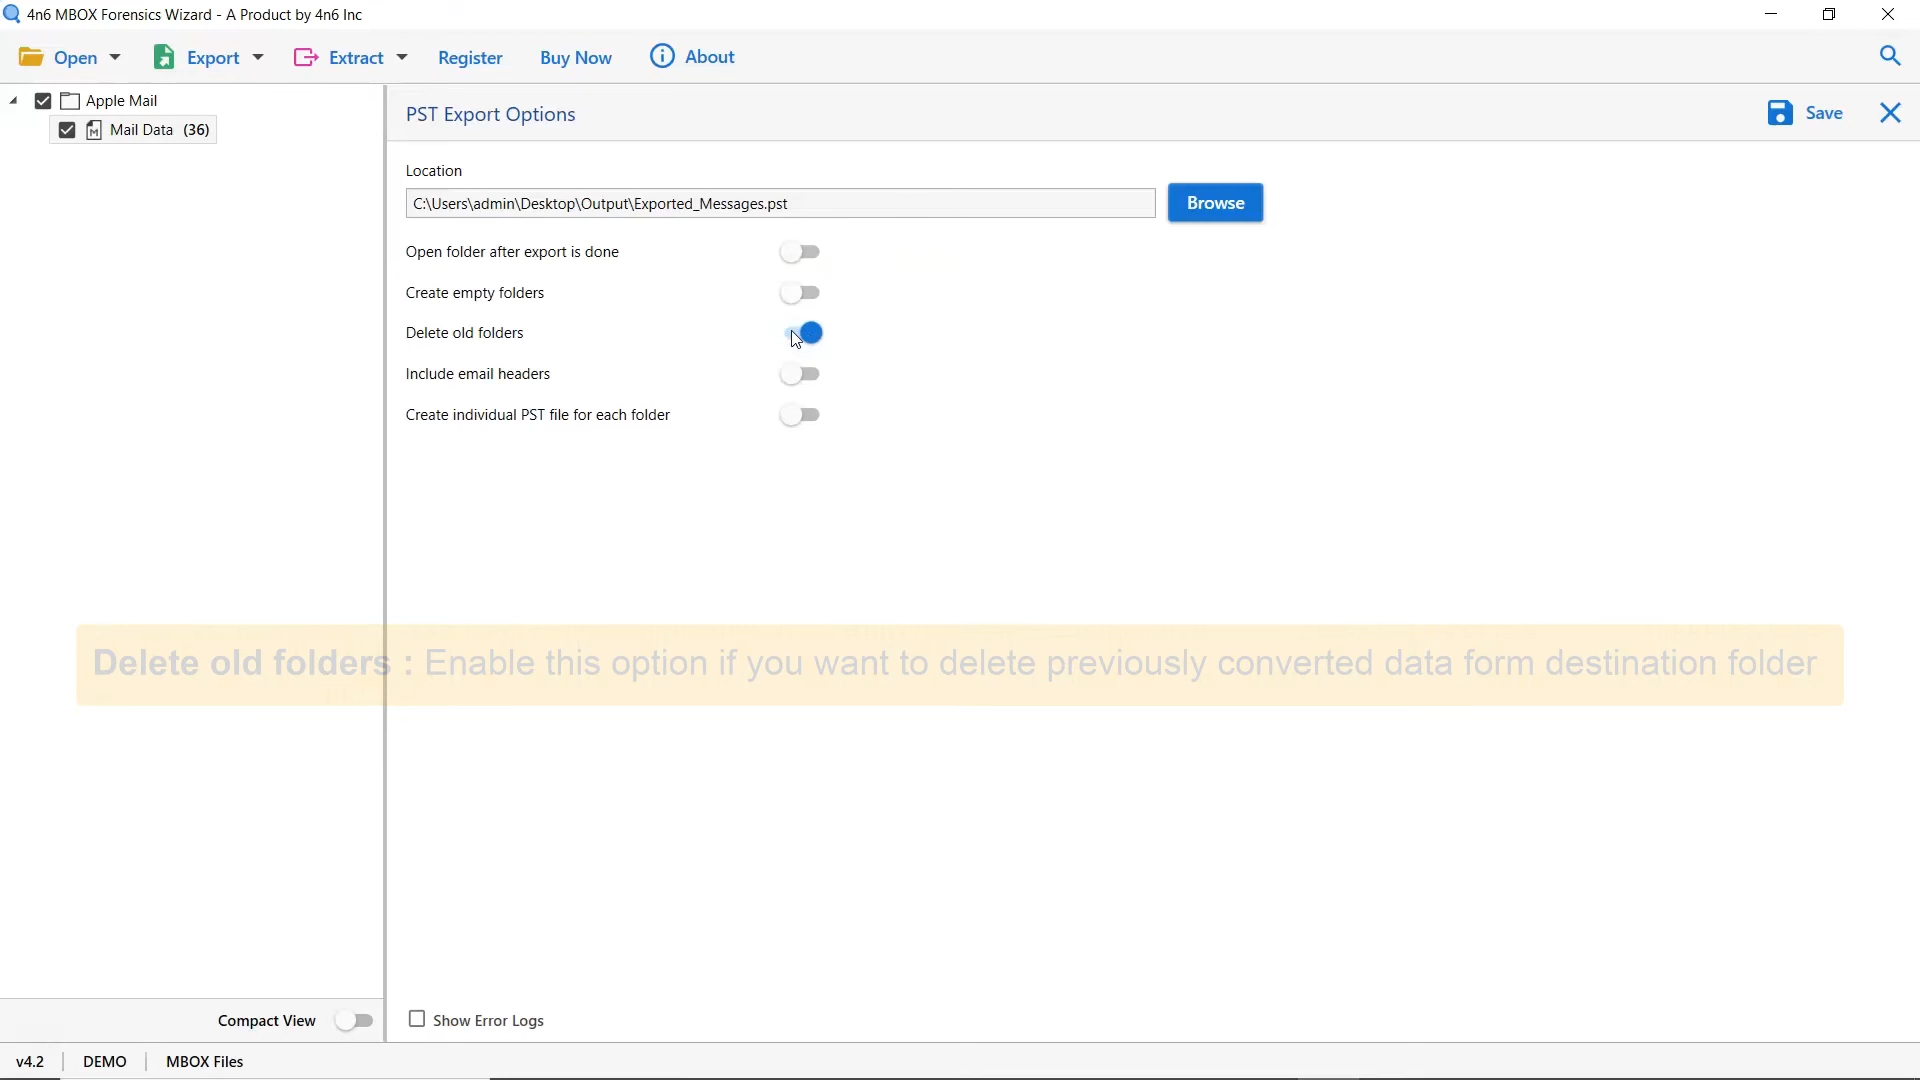 4n6 MBOX Forensics Wizard - A Product by 4n6 Inc
Open Export Extract Register Buy Now About
Apple Mail
Mail Data (36)
PST Export Options Save
Location
C:\Users\admin\Desktop\Output\Exported_Messages.pst Browse
Open folder after export is done
Create empty folders
Delete old folders
Include email headers
Create individual PST file for each folder
Delete old folders : Enable this option if you want to delete previously converted data form destination folder
Compact View Show Error Logs
v4.2 DEMO MBOX Files